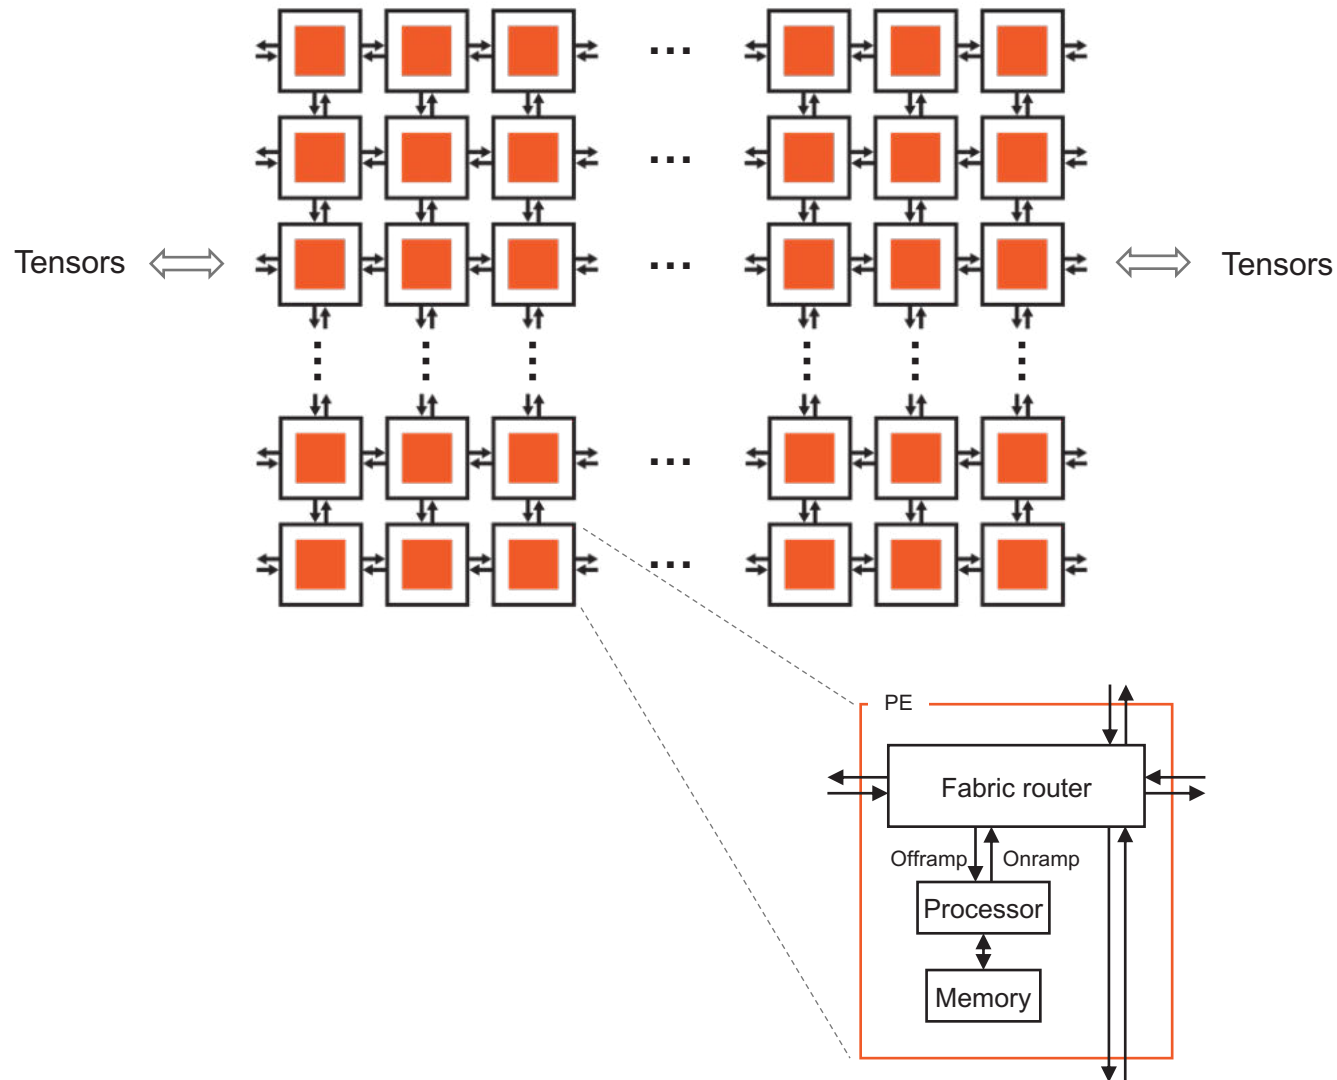 Tensors
Tensors
PE
Fabric router
Offramp
Onramp
Processor
Memory